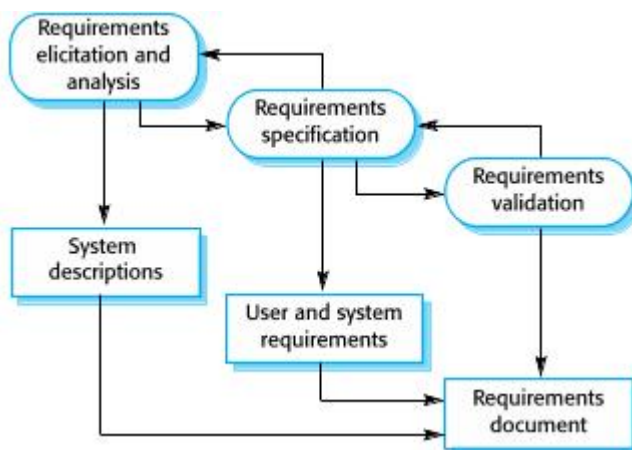 Requirements
elicitation and
analysis
Requirements
specification
Requirements
validation
System
descriptions
User and system
requirements
Requirements
document